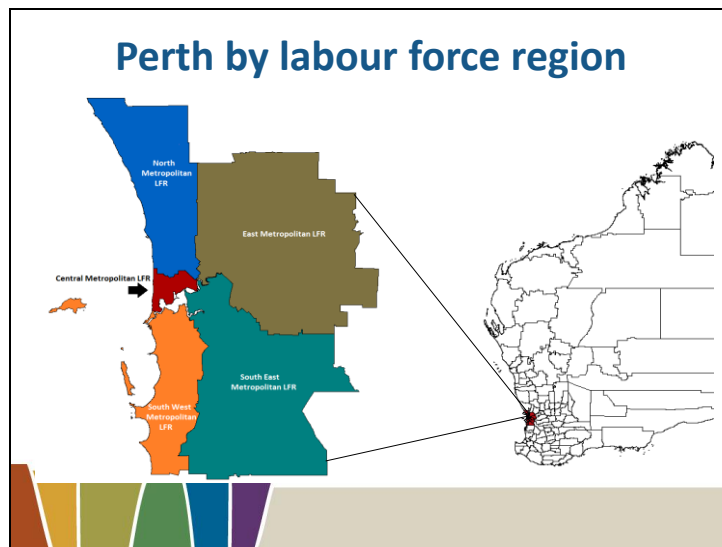 Perth by labour force region
North
Metropolitan
LFR
East Metropolitan LFR
Central Metropolitan LFR
South East
Metropolitan LFR
South West
Metropolitan
LFR